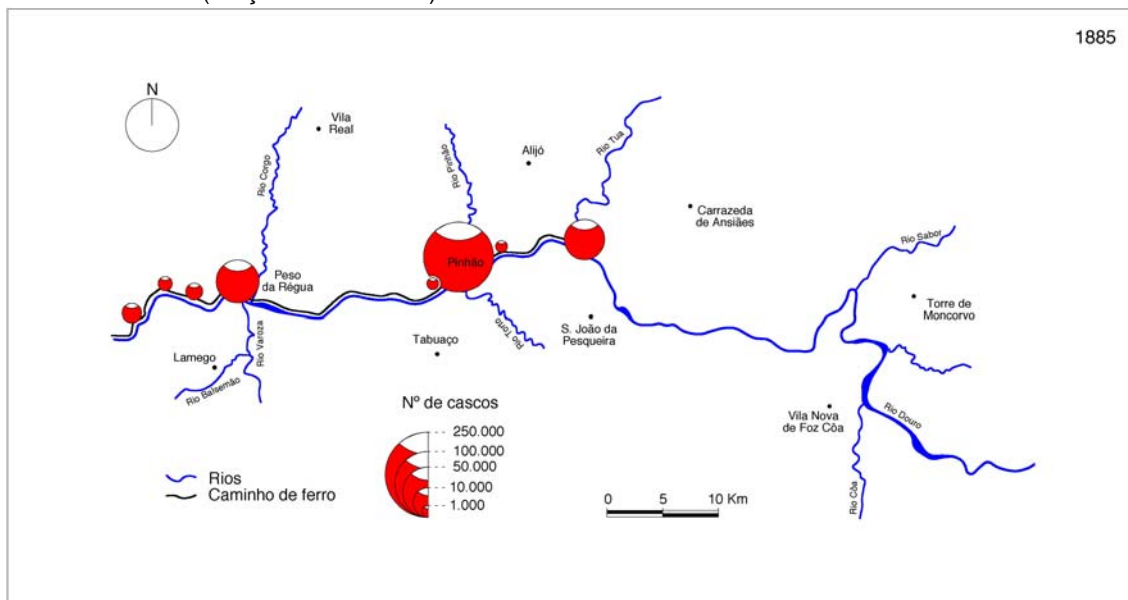 1885
N
Vila
Real
Rio Corgo
Rio Pinhão
Alijó
Rio Tua
Carrazeda
de Ansiães
Rio Sabor
Pinhão
Peso
da Régua
Torre de
Moncorvo
Rio Varoza
Rio Torto
S. João da
Pesqueira
Tabuaço
Lamego
Rio Balsemão
Nº de cascos
250.000
100.000
50.000
10.000
1.000
Vila Nova
de Foz Côa
Rio Douro
Rio Côa
Rios
Caminho de ferro
0 5 10 Km